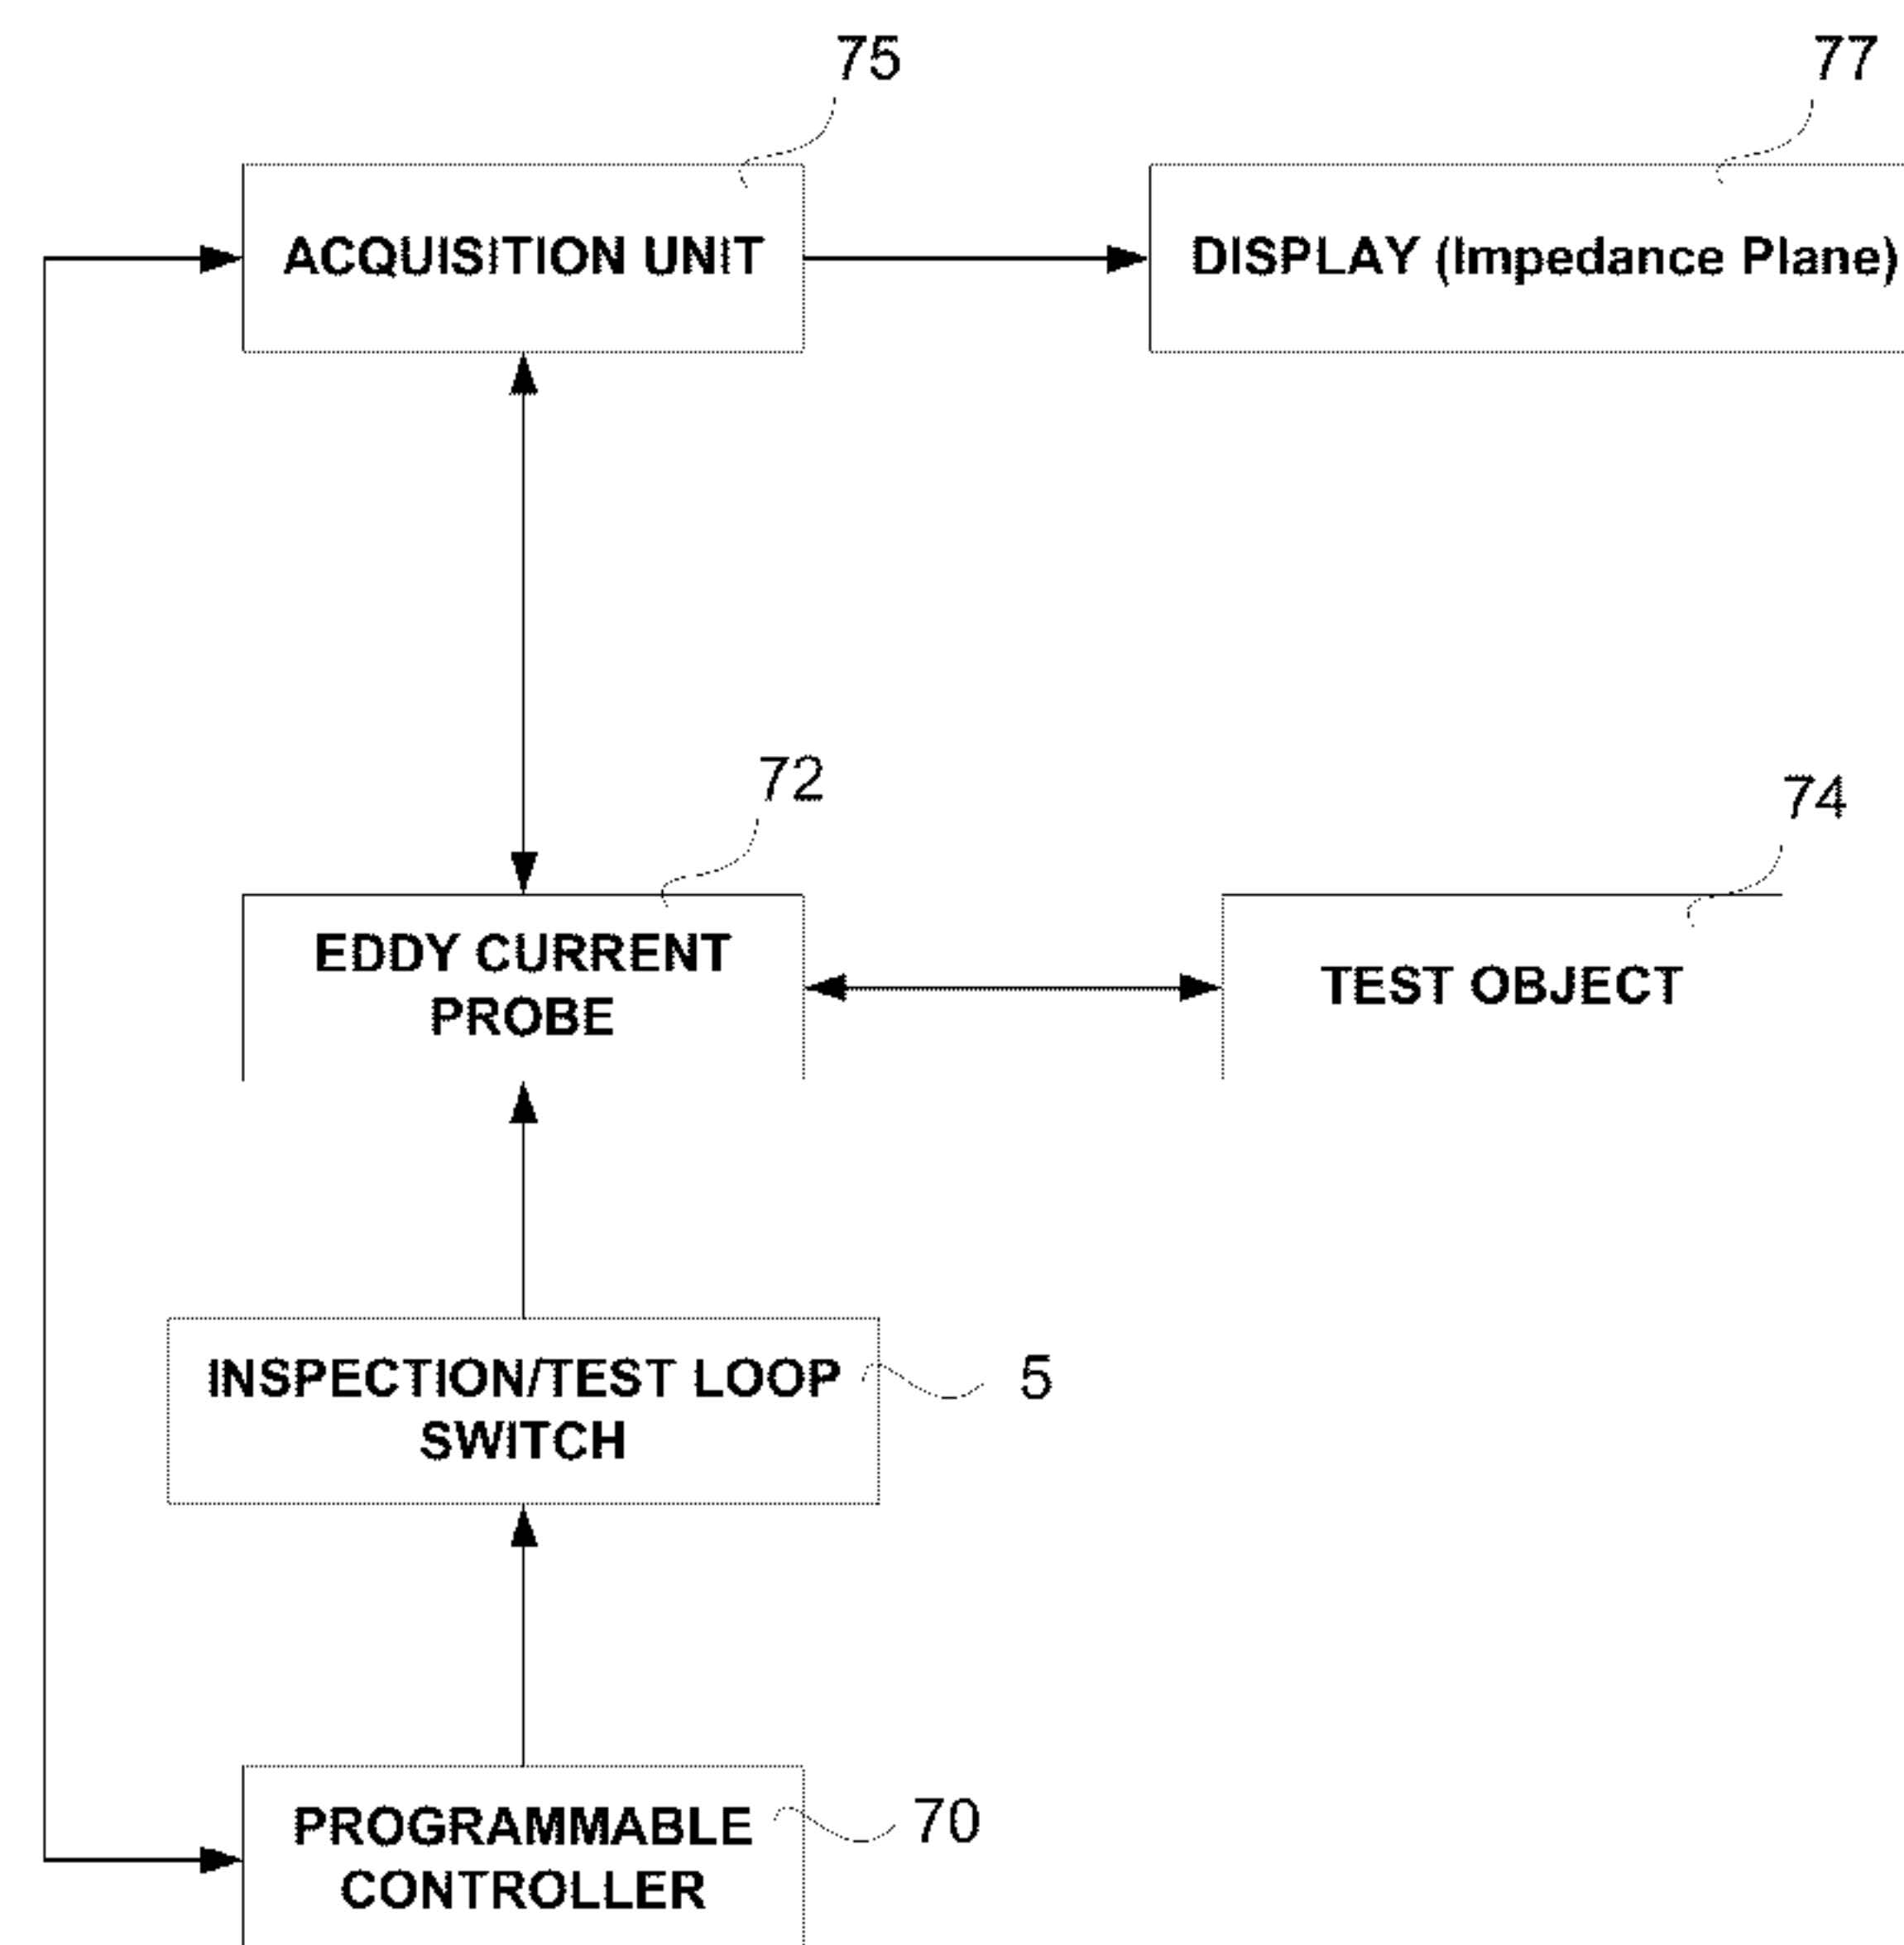 75
77
ACQUISITION UNIT
DISPLAY (Impedance Plane)
72
74
EDDY CURRENT
PROBE
TEST OBJECT
INSPECTION/TEST LOOP
SWITCH
5
PROGRAMMABLE
CONTROLLER
70